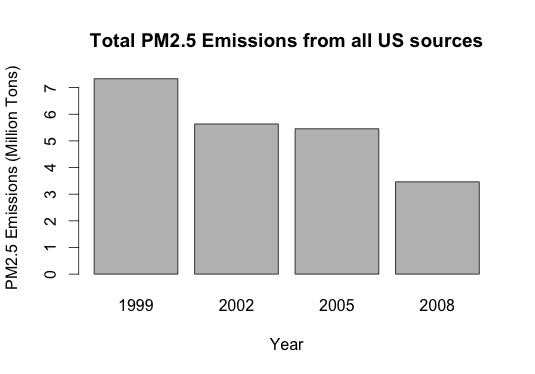 Total PM2.5 Emissions from all US sources
PM2.5 Emissions (Million Tons)
7
6
5
4
3
2
1
0
1999 2002 2005 2008
Year